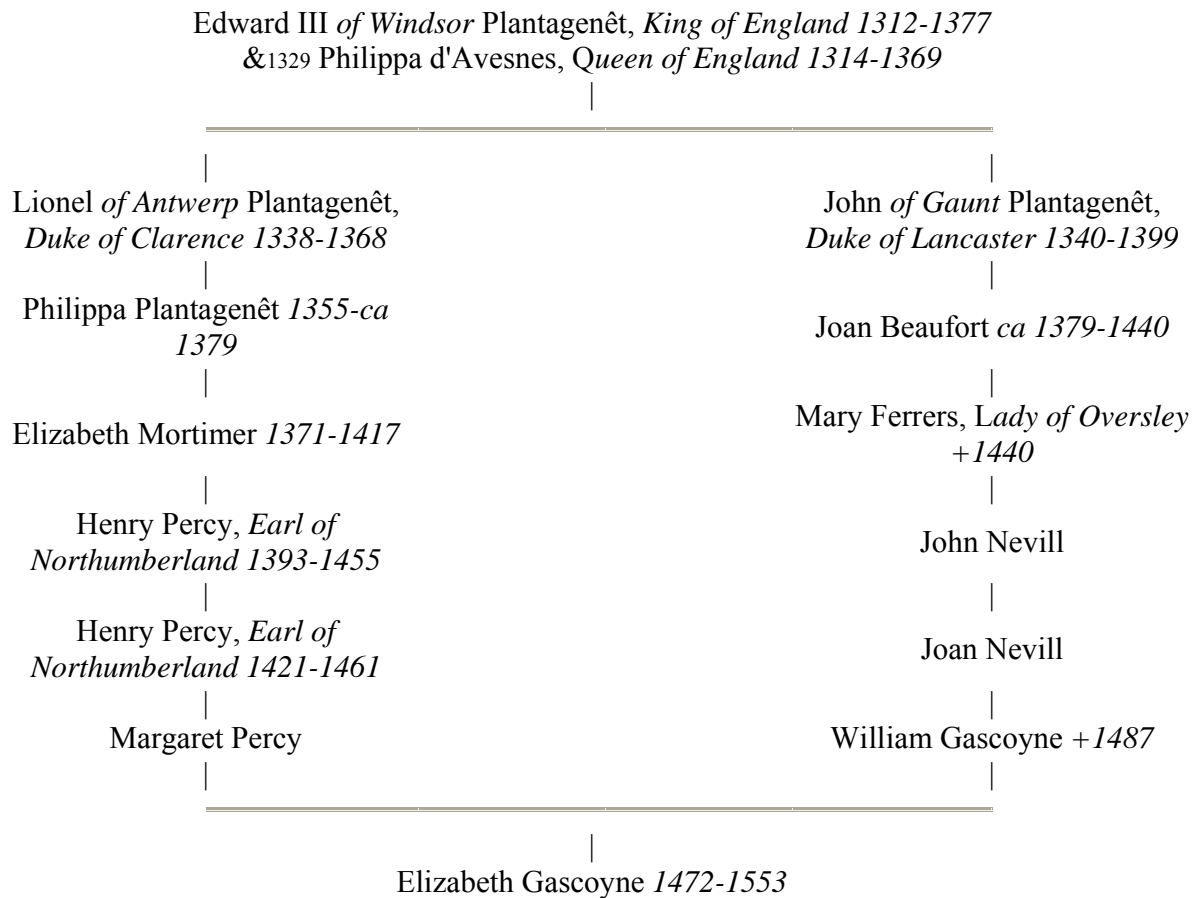 Edward III of Windsor Plantagenêt, King of England 1312-1377
&1329 Philippa d'Avesnes, Queen of England 1314-1369
|
|
Lionel of Antwerp Plantagenêt,
Duke of Clarence 1338-1368
|
John of Gaunt Plantagenêt,
Duke of Lancaster 1340-1399
|
Philippa Plantagenêt 1355-ca
1379
|
Joan Beaufort ca 1379-1440
|
Elizabeth Mortimer 1371-1417
|
Mary Ferrers, Lady of Oversley
+1440
|
Henry Percy, Earl of
Northumberland 1393-1455
|
John Nevill
|
Henry Percy, Earl of
Northumberland 1421-1461
|
Joan Nevill
|
Margaret Percy
|
William Gascoyne +1487
|
|
Elizabeth Gascoyne 1472-1553